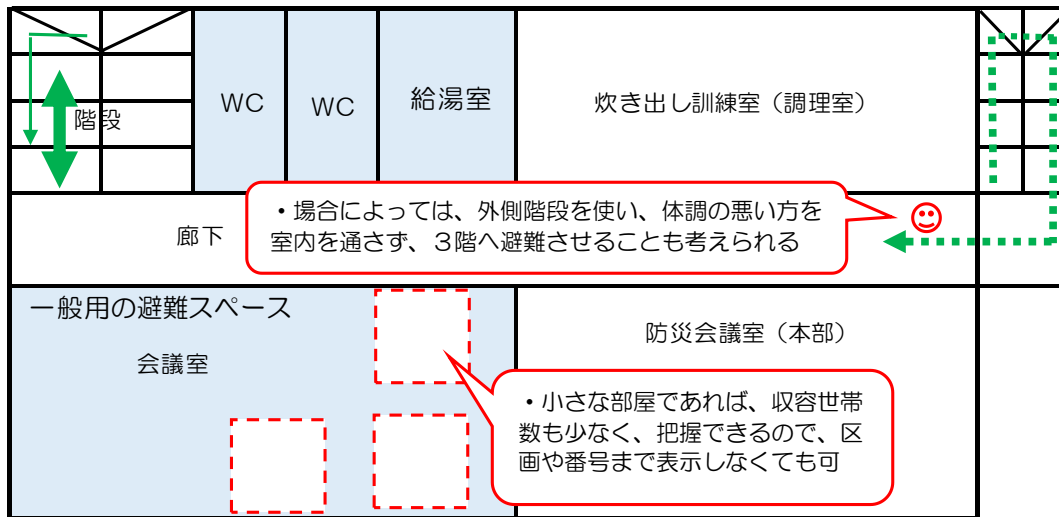 階段
WC
WC
給湯室
炊き出し訓練室（調理室）
・場合によっては、外側階段を使い、体調の悪い方を
室内を通さず、３階へ避難させることも考えられる
廊下
一般用の避難スペース
会議室
防災会議室（本部）
・小さな部屋であれば、収容世帯
数も少なく、把握できるので、区
画や番号まで表示しなくても可